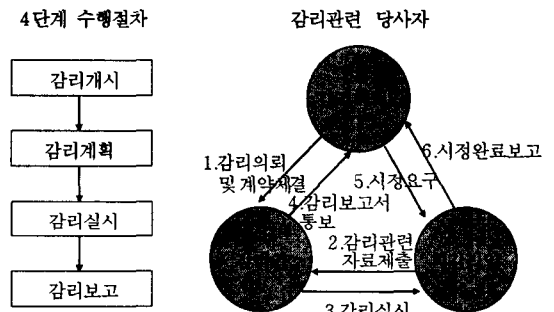 4단계 수행절차
감리개시
감리계획
감리실시
감리보고
감리관련 당사자
1.감리의뢰
및 계약체결
4.감리보고서
통보
5.시정요구
6.시정완료보고
2.감리관련
자료제출
3.감리실시